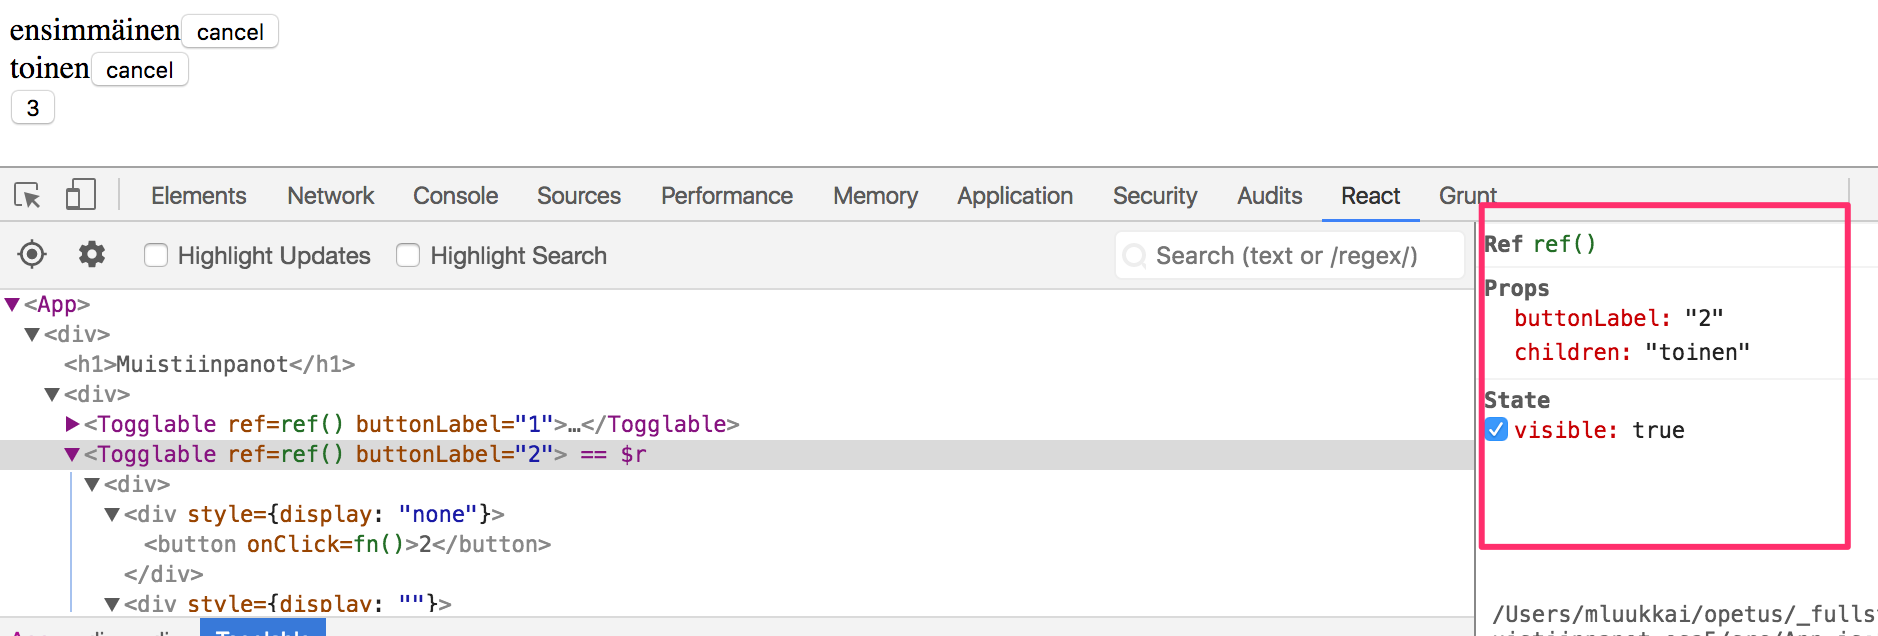 ensimmäinen cancel
toinen cancel
3
Elements Network Console Sources Performance Memory Application Security Audits React Grunt
Highlight Updates Highlight Search Search (text or /regex/)
<App>
<div>
<h1>Muistiinpanot</h1>
<div>
<Togglable ref=ref() buttonLabel="1">…</Togglable>
<Togglable ref=ref() buttonLabel="2"> == $r
<div>
<div style={display: "none"}>
<button onClick=fn()>2</button>
</div>
<div style={display: ""}>
Togglable
Ref ref()
Props
buttonLabel: "2"
children: "toinen"
State
visible: true
/Users/mluukkai/opetus/_fulls